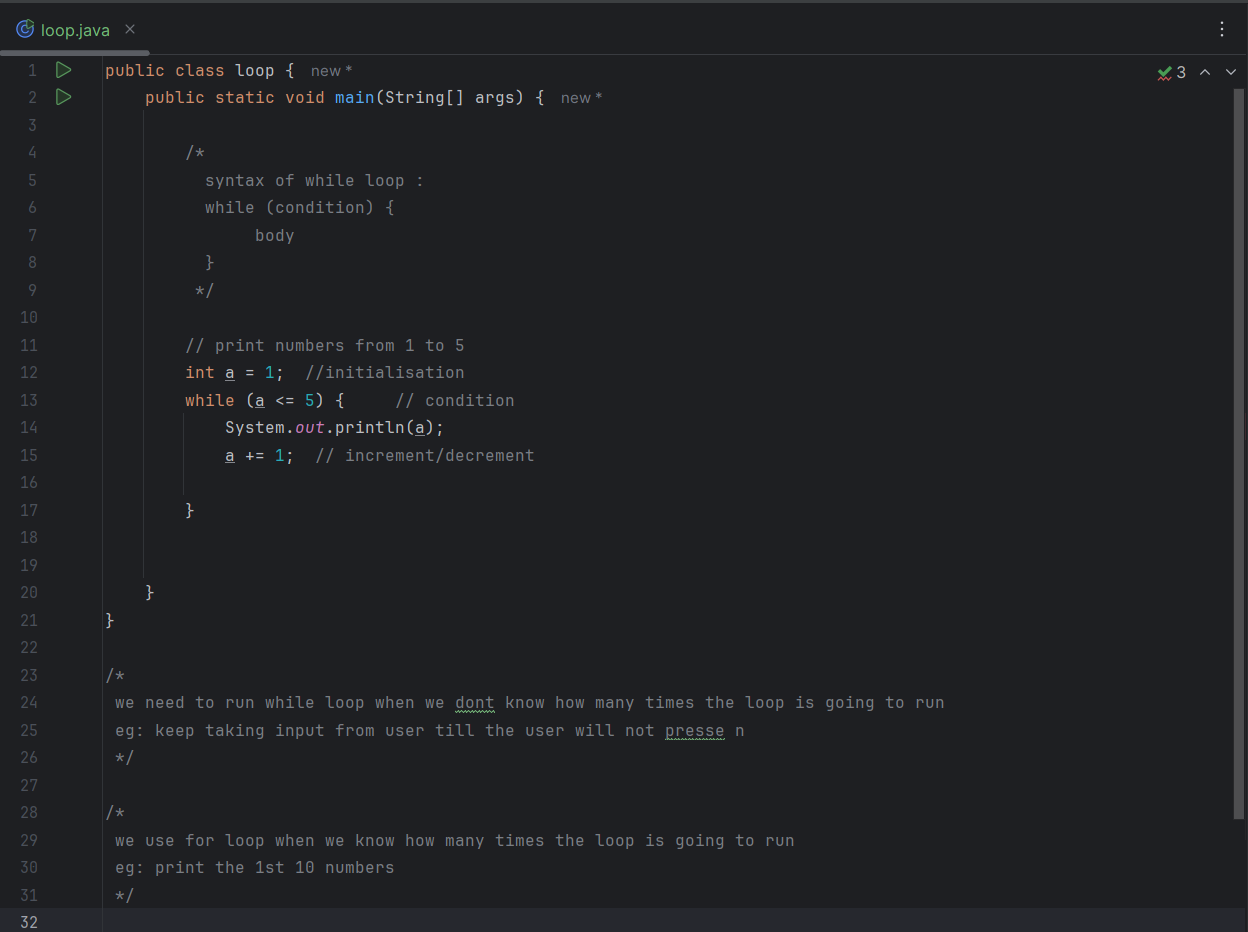 loop.java
1 public class loop { new *
2 public static void main(String[] args) { new *
3
4 /*
5 syntax of while loop :
6 while (condition) {
7 body
8 }
9 */
10
11 // print numbers from 1 to 5
12 int a = 1; //initialisation
13 while (a <= 5) { // condition
14 System.out.println(a);
15 a += 1; // increment/decrement
16
17 }
18
19
20 }
21 }
22
23 /*
24 we need to run while loop when we dont know how many times the loop is going to run
25 eg: keep taking input from user till the user will not presse n
26 */
27
28 /*
29 we use for loop when we know how many times the loop is going to run
30 eg: print the 1st 10 numbers
31 */
32
3